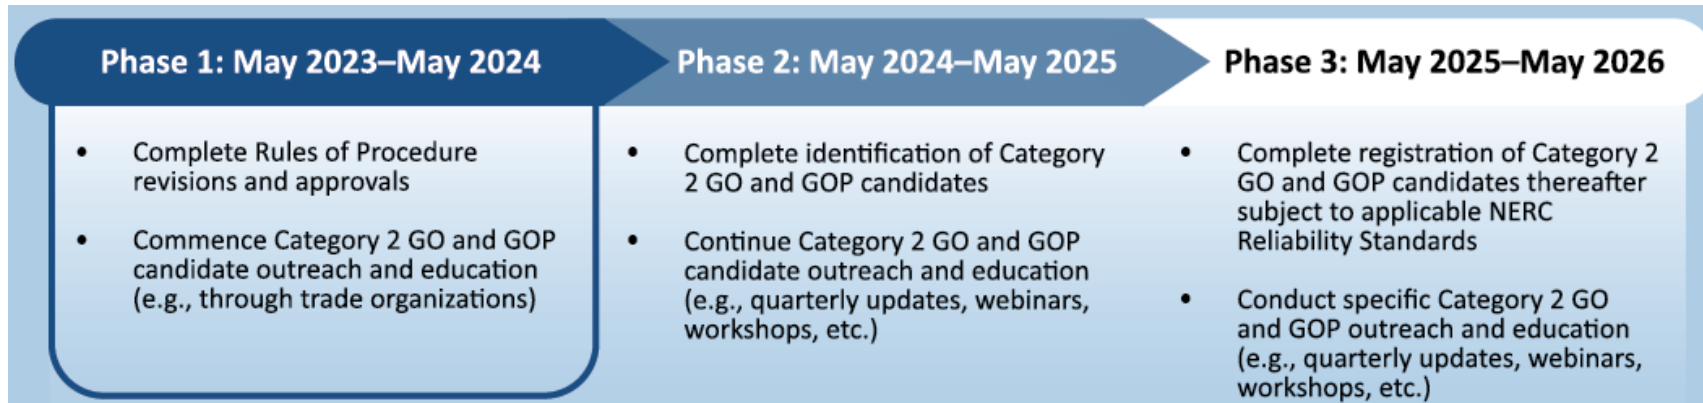 Phase 1: May 2023–May 2024
• Complete Rules of Procedure
revisions and approvals
• Commence Category 2 GO and GOP
candidate outreach and education
(e.g., through trade organizations)
Phase 2: May 2024–May 2025
• Complete identification of Category
2 GO and GOP candidates
• Continue Category 2 GO and GOP
candidate outreach and education
(e.g., quarterly updates, webinars,
workshops, etc.)
Phase 3: May 2025–May 2026
• Complete registration of Category 2
GO and GOP candidates thereafter
subject to applicable NERC
Reliability Standards
• Conduct specific Category 2 GO
and GOP outreach and education
(e.g., quarterly updates, webinars,
workshops, etc.)